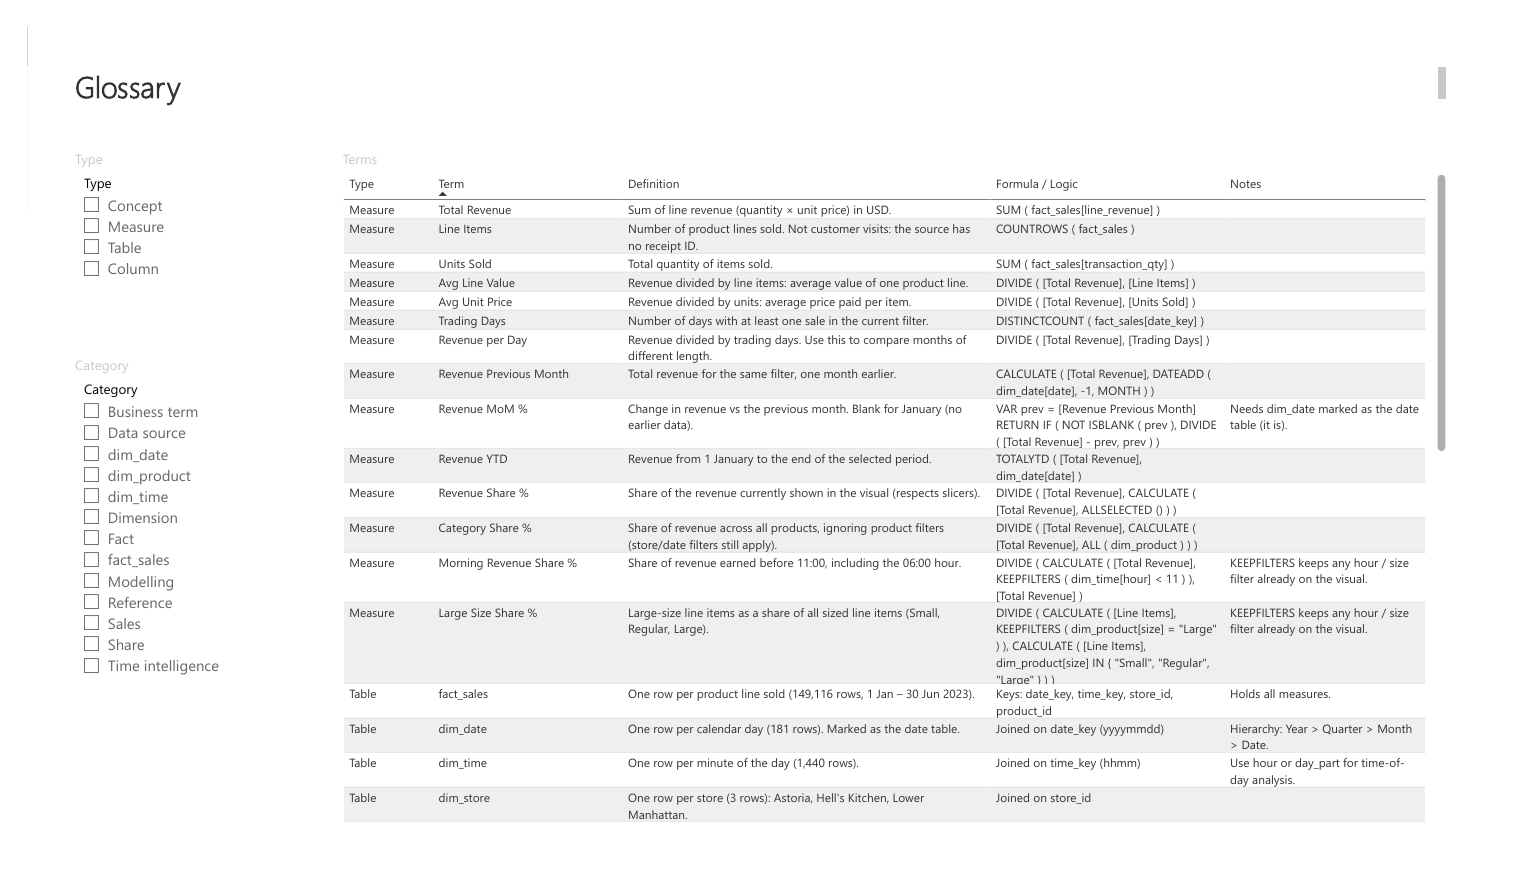 Glossary
Type
Type
Concept
Measure
Table
Column
Category
Category
Business term
Data source
dim_date
dim_product
dim_time
Dimension
Fact
fact_sales
Modelling
Reference
Sales
Share
Time intelligence
Terms
Type Term Definition Formula / Logic Notes
Measure Total Revenue Sum of line revenue (quantity × unit price) in USD. SUM ( fact_sales[line_revenue] )
Measure Line Items Number of product lines sold. Not customer visits: the source has COUNTROWS ( fact_sales )
no receipt ID.
Measure Units Sold Total quantity of items sold. SUM ( fact_sales[transaction_qty] )
Measure Avg Line Value Revenue divided by line items: average value of one product line. DIVIDE ( [Total Revenue], [Line Items] )
Measure Avg Unit Price Revenue divided by units: average price paid per item. DIVIDE ( [Total Revenue], [Units Sold] )
Measure Trading Days Number of days with at least one sale in the current filter. DISTINCTCOUNT ( fact_sales[date_key] )
Measure Revenue per Day Revenue divided by trading days. Use this to compare months of DIVIDE ( [Total Revenue], [Trading Days] )
different length.
Measure Revenue Previous Month Total revenue for the same filter, one month earlier. CALCULATE ( [Total Revenue], DATEADD (
dim_date[date], -1, MONTH ) )
Measure Revenue MoM % Change in revenue vs the previous month. Blank for January (no VAR prev = [Revenue Previous Month] Needs dim_date marked as the date
earlier data). RETURN IF ( NOT ISBLANK ( prev ), DIVIDE table (it is).
( [Total Revenue] - prev, prev ) )
Measure Revenue YTD Revenue from 1 January to the end of the selected period. TOTALYTD ( [Total Revenue],
dim_date[date] )
Measure Revenue Share % Share of the revenue currently shown in the visual (respects slicers). DIVIDE ( [Total Revenue], CALCULATE (
[Total Revenue], ALLSELECTED () ) )
Measure Category Share % Share of revenue across all products, ignoring product filters DIVIDE ( [Total Revenue], CALCULATE (
(store/date filters still apply). [Total Revenue], ALL ( dim_product ) ) )
Measure Morning Revenue Share % Share of revenue earned before 11:00, including the 06:00 hour. DIVIDE ( CALCULATE ( [Total Revenue], KEEPFILTERS keeps any hour / size
KEEPFILTERS ( dim_time[hour] < 11 ) ), filter already on the visual.
[Total Revenue] )
Measure Large Size Share % Large-size line items as a share of all sized line items (Small, DIVIDE ( CALCULATE ( [Line Items], KEEPFILTERS keeps any hour / size
Regular, Large). KEEPFILTERS ( dim_product[size] = "Large" filter already on the visual.
) ), CALCULATE ( [Line Items],
dim_product[size] IN { "Small", "Regular",
"Large" } ) )
Table fact_sales One row per product line sold (149,116 rows, 1 Jan – 30 Jun 2023). Keys: date_key, time_key, store_id, Holds all measures.
product_id
Table dim_date One row per calendar day (181 rows). Marked as the date table. Joined on date_key (yyyymmdd) Hierarchy: Year > Quarter > Month
> Date.
Table dim_time One row per minute of the day (1,440 rows). Joined on time_key (hhmm) Use hour or day_part for time-of-
day analysis.
Table dim_store One row per store (3 rows): Astoria, Hell's Kitchen, Lower Joined on store_id
Manhattan.